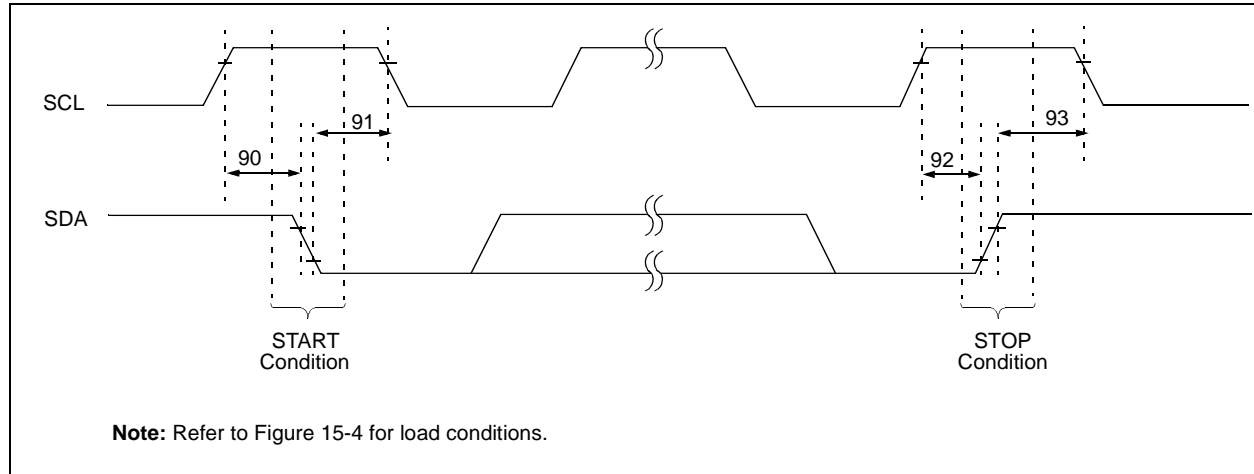 SCL
91
93
90
92
SDA
START
Condition
STOP
Condition
Note: Refer to Figure 15-4 for load conditions.